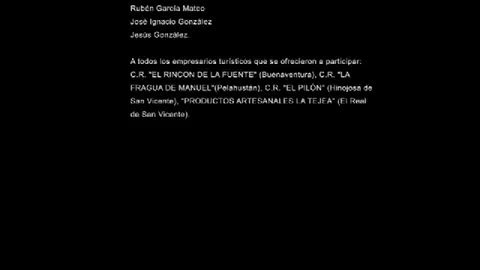 Rubén García Mateo
José Ignacio González
Jesús González.
A todos los empresarios turísticos que se ofrecieron a participar:
C.R. "EL RINCON DE LA FUENTE" (Buenaventura), C.R. "LA
FRAGUA DE MANUEL"(Pelahustán), C.R. "EL PILÓN" (Hinojosa de
San Vicente), "PRODUCTOS ARTESANALES LA TEJEA" (El Real
de San Vicente).